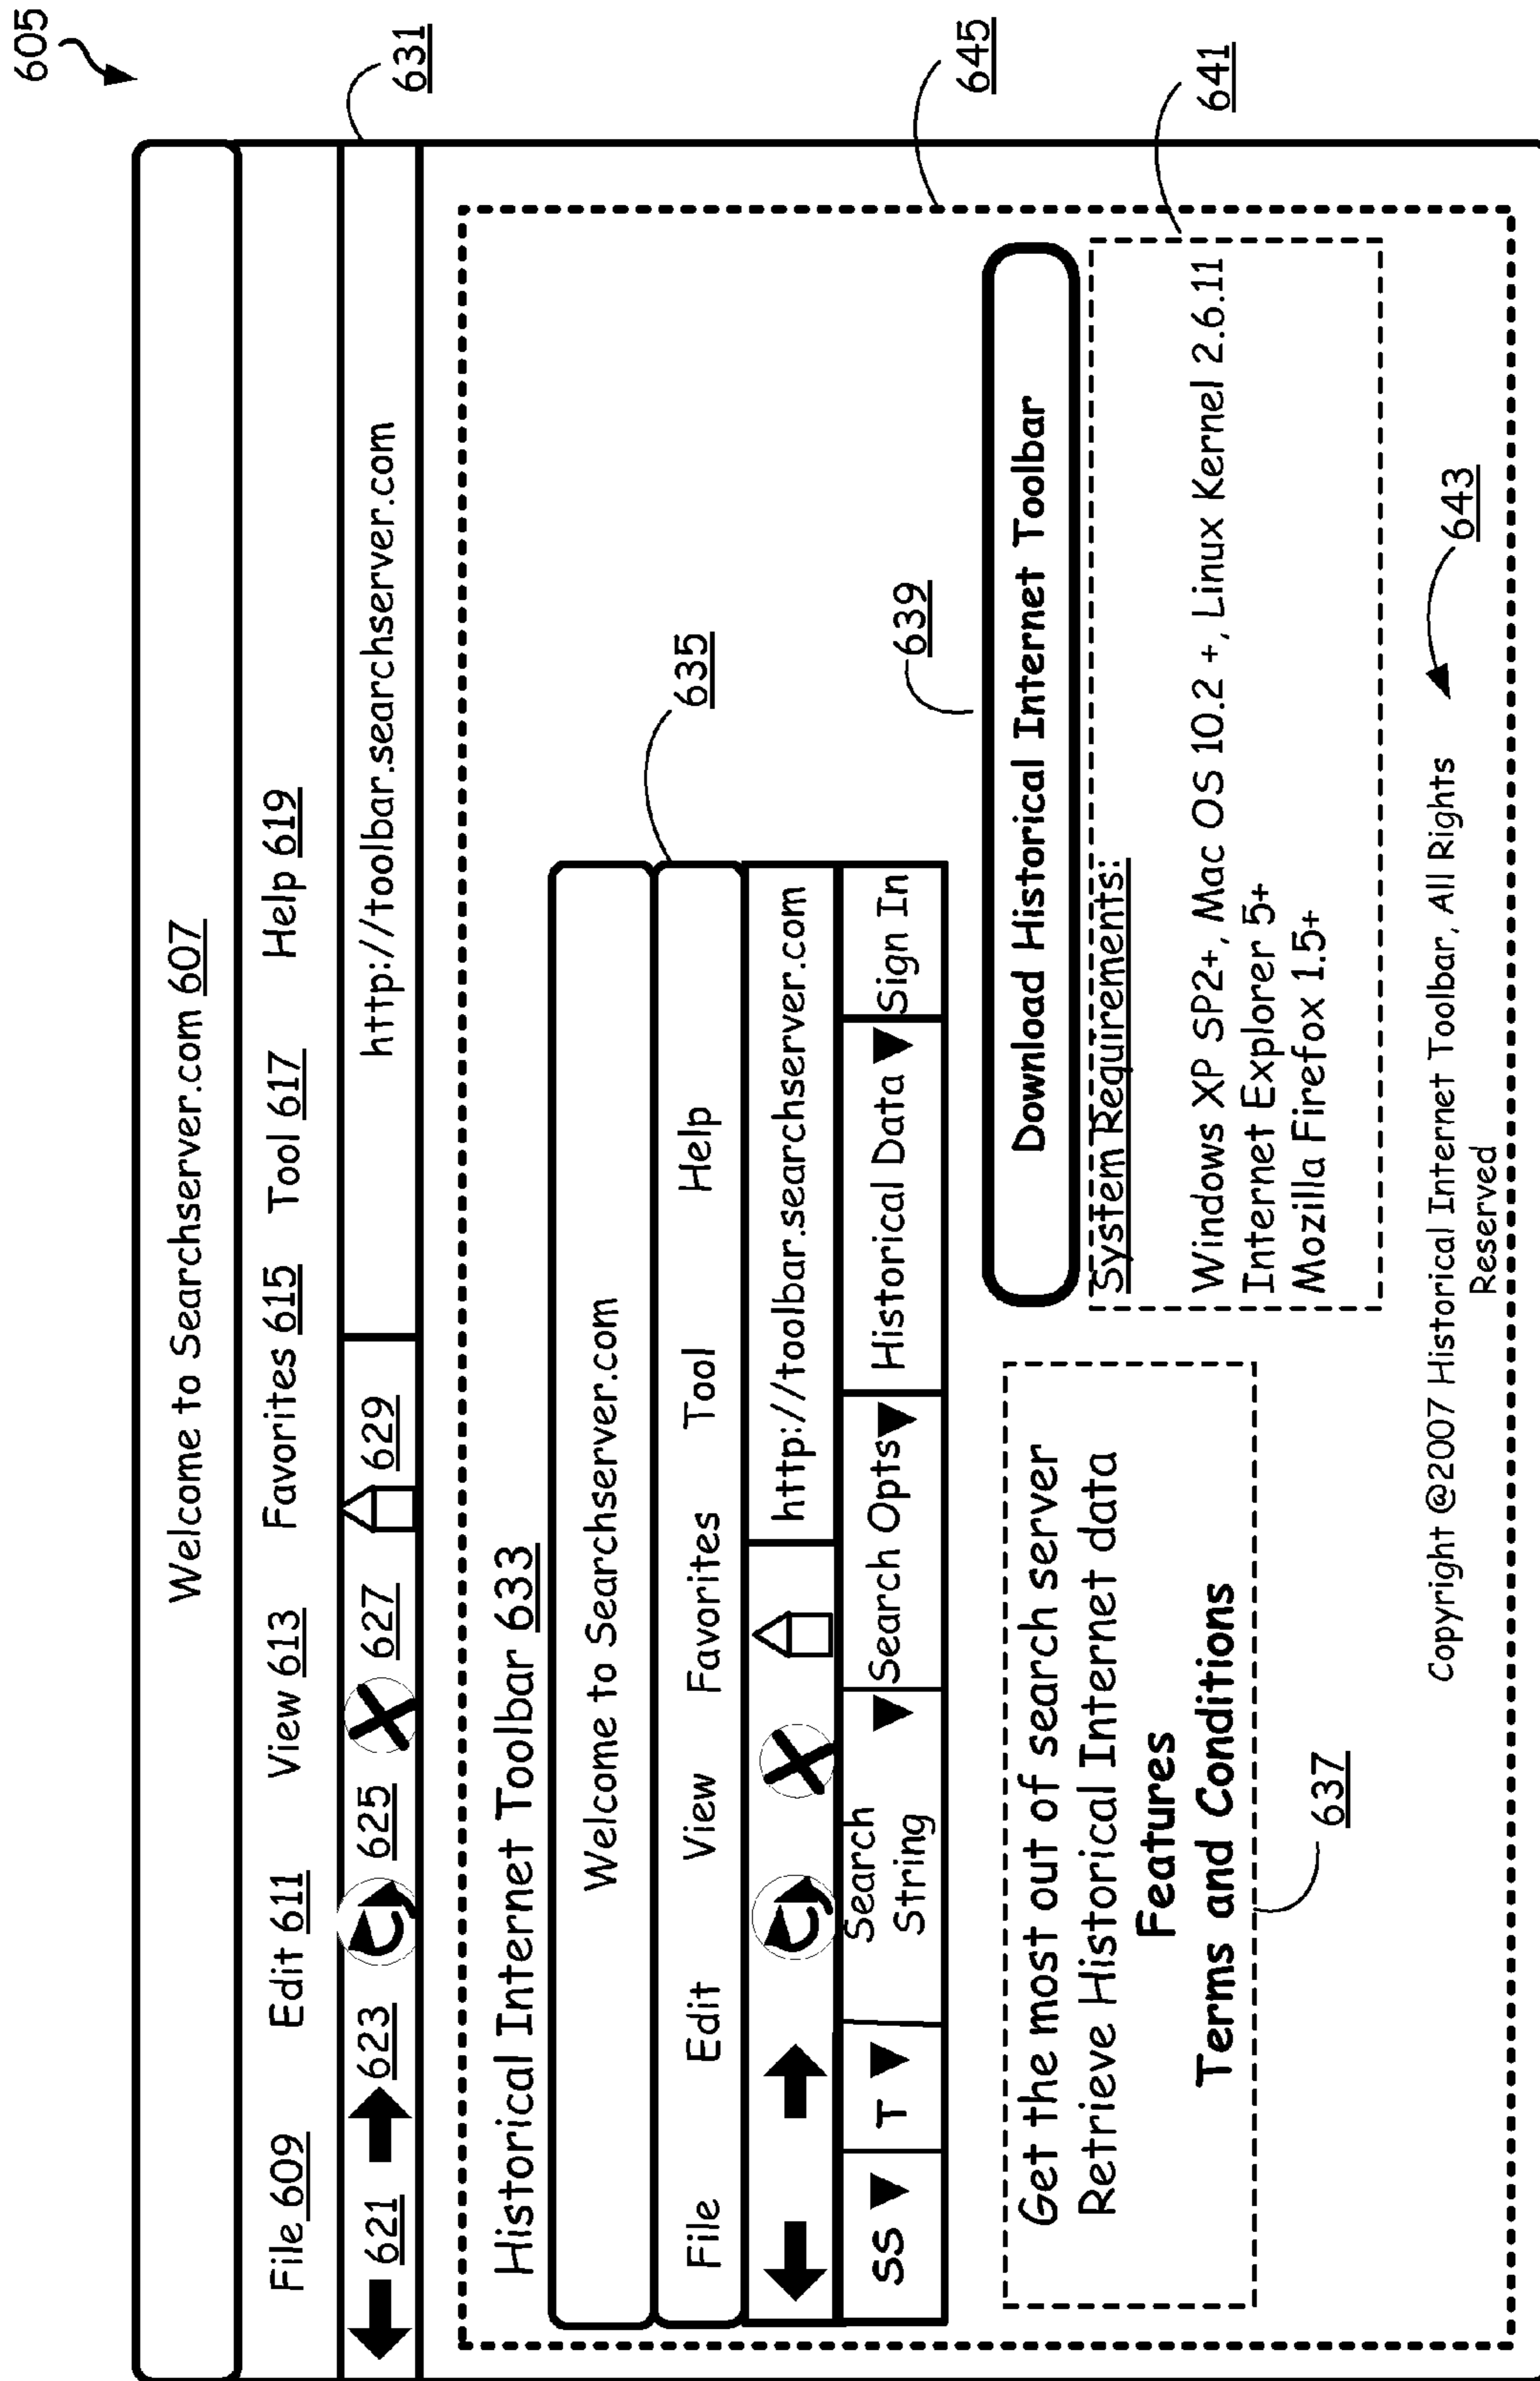 605
Welcome to Searchserver.com 607
File 609 Edit 611 View 613 Favorites 615 Tool 617 Help 619
621 623 625 627 629 http://toolbar.searchserver.com
631
Historical Internet Toolbar 633
Welcome to Searchserver.com
635
File Edit View Favorites Tool Help
http://toolbar.searchserver.com
SS T Search String Search Opts Historical Data Sign In
639
645
Get the most out of search server
Retrieve Historical Internet data
Features
Terms and Conditions
637
Download Historical Internet Toolbar
System Requirements:
641
Windows XP SP2+, Mac OS 10.2 +, Linux Kernel 2.6.11
Internet Explorer 5+
Mozilla Firefox 1.5+
643
Copyright @2007 Historical Internet Toolbar, All Rights
Reserved